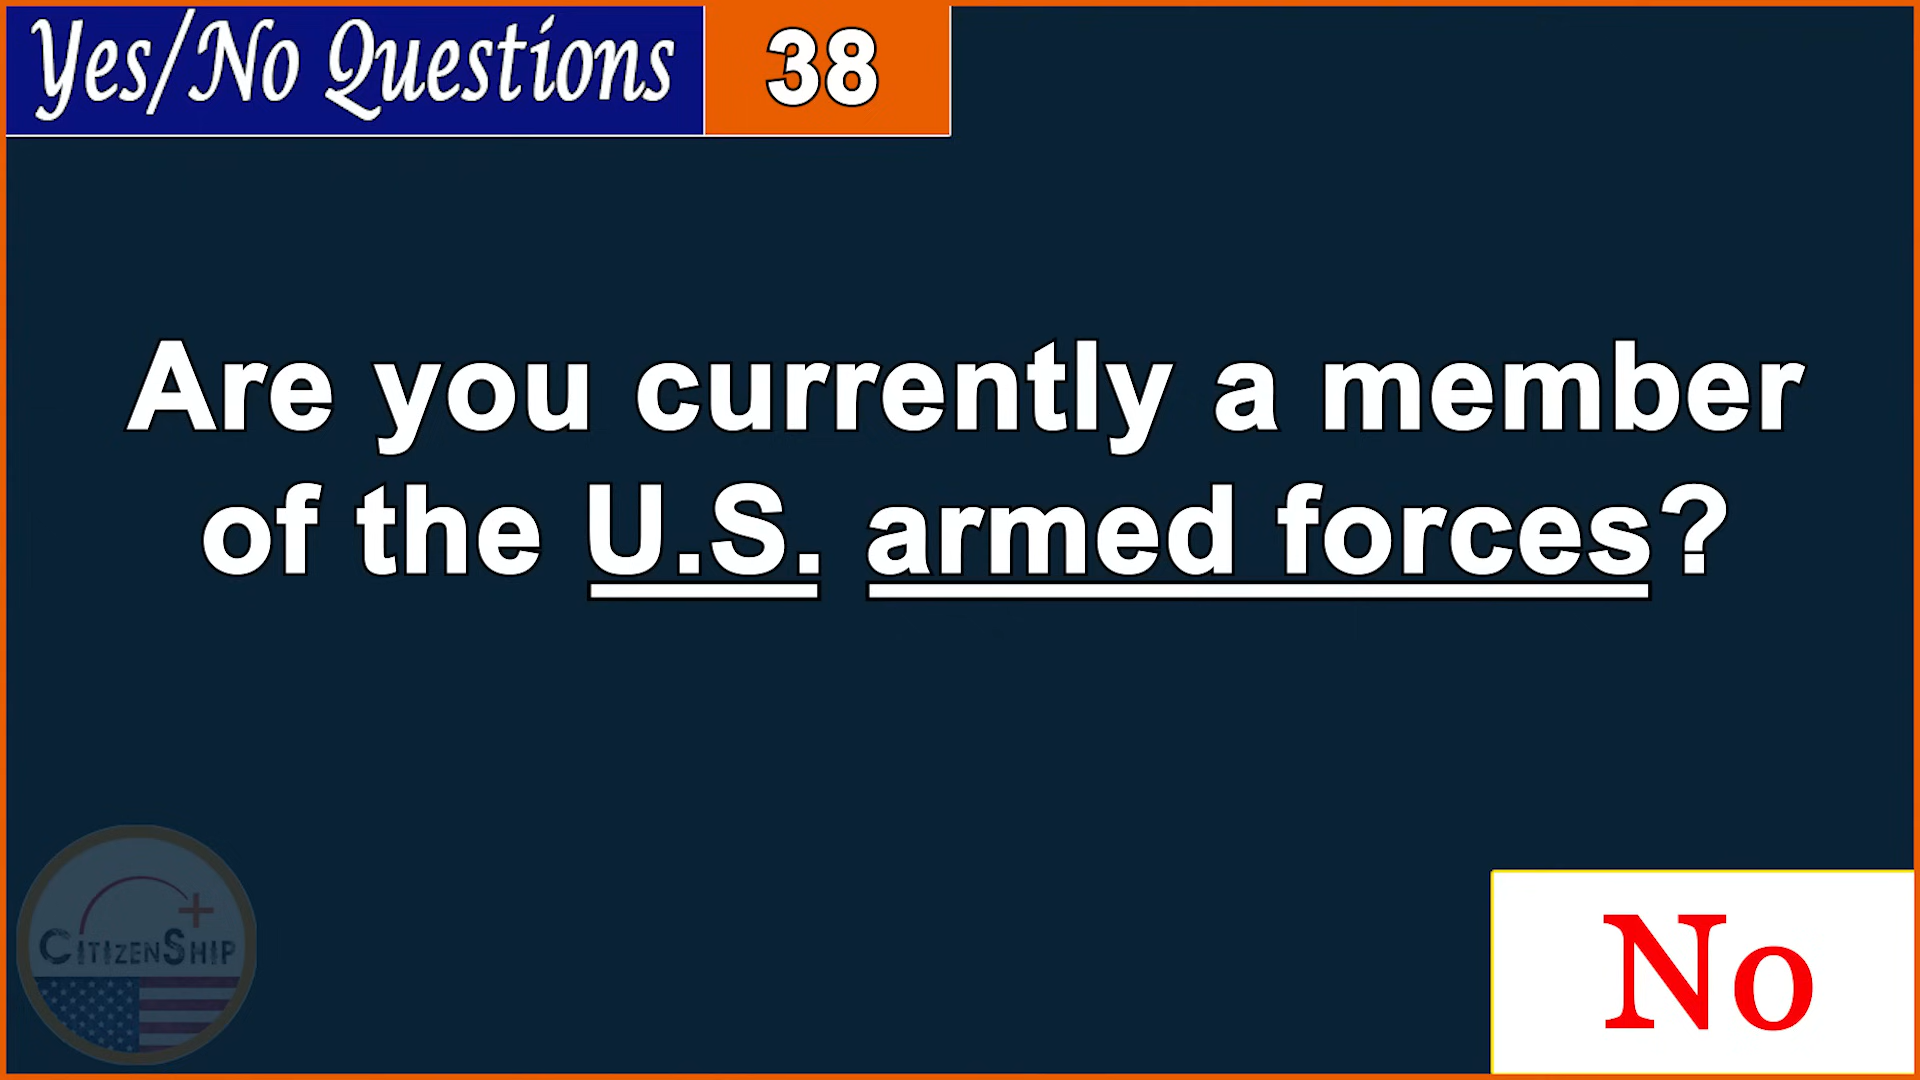 Yes/No Questions
38
Are you currently a member
of the U.S. armed forces?
CitizenShip
No